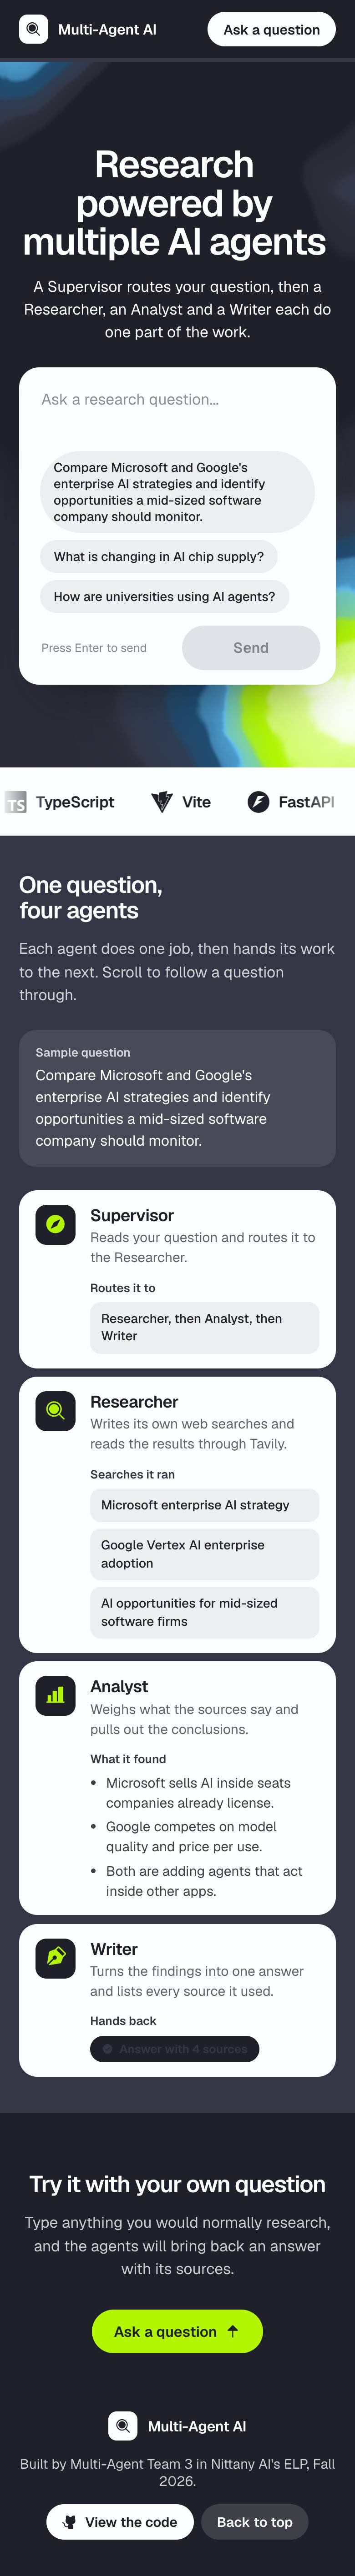 Multi-Agent AI
Ask a question
Research
powered by
multiple AI agents
A Supervisor routes your question, then a
Researcher, an Analyst and a Writer each do
one part of the work.
Ask a research question...
Compare Microsoft and Google's
enterprise AI strategies and identify
opportunities a mid-sized software
company should monitor.
What is changing in AI chip supply?
How are universities using AI agents?
Press Enter to send
Send
TS TypeScript
Vite
FastAPI
One question,
four agents
Each agent does one job, then hands its work
to the next. Scroll to follow a question
through.
Sample question
Compare Microsoft and Google's
enterprise AI strategies and identify
opportunities a mid-sized software
company should monitor.
Supervisor
Reads your question and routes it to
the Researcher.
Routes it to
Researcher, then Analyst, then
Writer
Researcher
Writes its own web searches and
reads the results through Tavily.
Searches it ran
Microsoft enterprise AI strategy
Google Vertex AI enterprise
adoption
AI opportunities for mid-sized
software firms
Analyst
Weighs what the sources say and
pulls out the conclusions.
What it found
• Microsoft sells AI inside seats
companies already license.
• Google competes on model
quality and price per use.
• Both are adding agents that act
inside other apps.
Writer
Turns the findings into one answer
and lists every source it used.
Hands back
Answer with 4 sources
Try it with your own question
Type anything you would normally research,
and the agents will bring back an answer
with its sources.
Ask a question
Multi-Agent AI
Built by Multi-Agent Team 3 in Nittany AI's ELP, Fall
2026.
View the code
Back to top